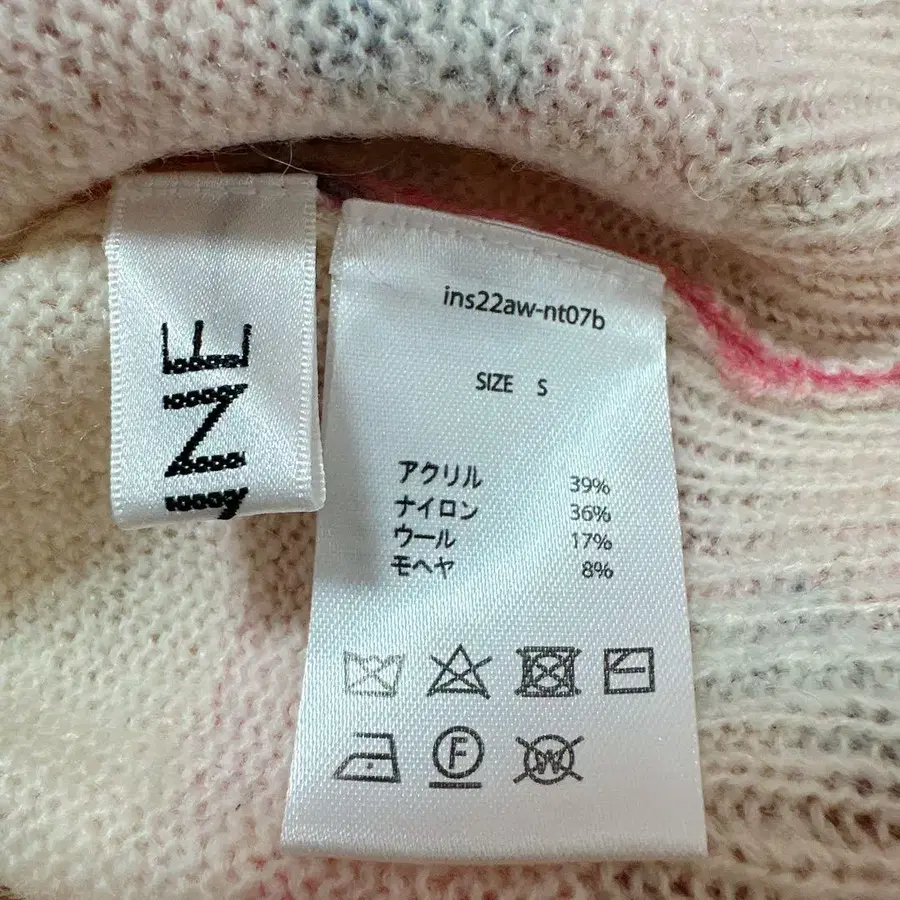 INE
ins22aw-nt07b
SIZE S
アクリル 39%
ナイロン 36%
ウール 17%
モヘヤ 8%
F
W